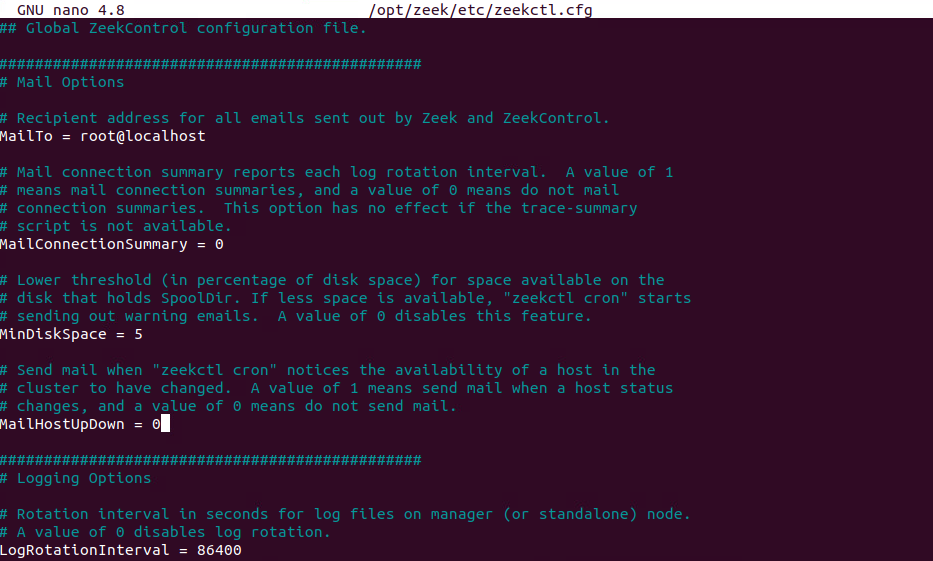 GNU nano 4.8 /opt/zeek/etc/zeekctl.cfg
## Global ZeekControl configuration file.
###############################################
# Mail Options
# Recipient address for all emails sent out by Zeek and ZeekControl.
MailTo = root@localhost
# Mail connection summary reports each log rotation interval.  A value of 1
# means mail connection summaries, and a value of 0 means do not mail
# connection summaries.  This option has no effect if the trace-summary
# script is not available.
MailConnectionSummary = 0
# Lower threshold (in percentage of disk space) for space available on the
# disk that holds SpoolDir. If less space is available, "zeekctl cron" starts
# sending out warning emails.  A value of 0 disables this feature.
MinDiskSpace = 5
# Send mail when "zeekctl cron" notices the availability of a host in the
# cluster to have changed.  A value of 1 means send mail when a host status
# changes, and a value of 0 means do not send mail.
MailHostUpDown = 0
###############################################
# Logging Options
# Rotation interval in seconds for log files on manager (or standalone) node.
# A value of 0 disables log rotation.
LogRotationInterval = 86400